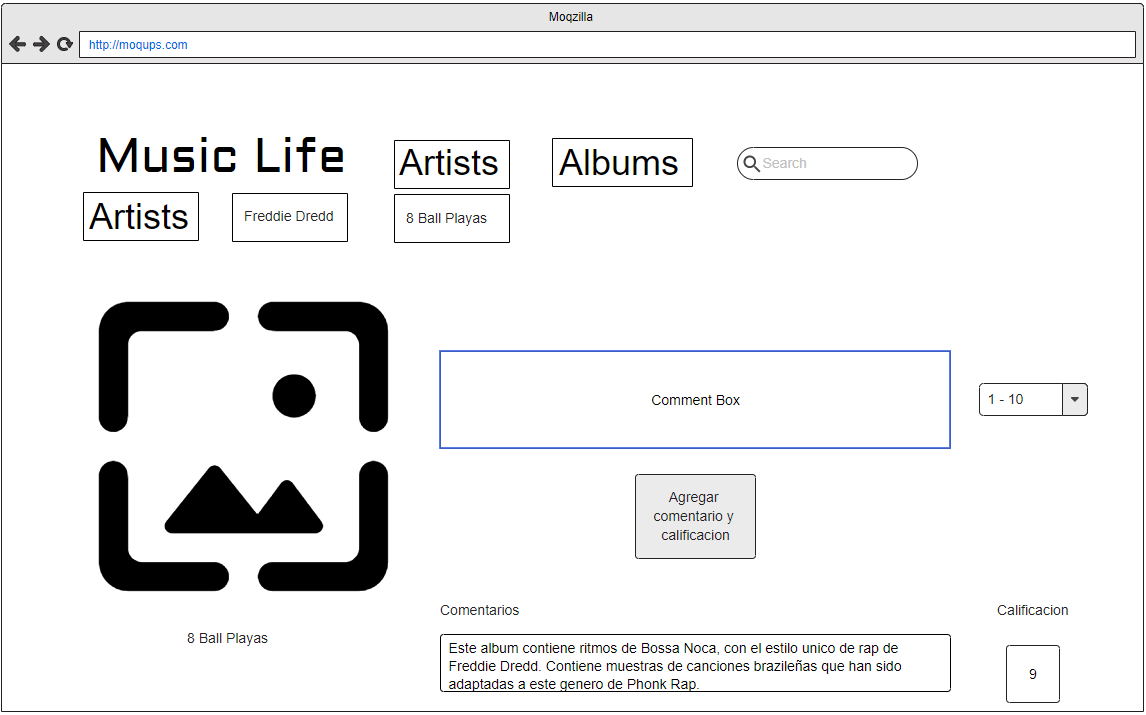 Moqzilla
http://moqups.com
Music Life
Artists
Albums
Search
Artists
Freddie Dredd
8 Ball Playas
Comment Box
1 - 10
Agregar
comentario y
calificacion
Comentarios
Calificacion
8 Ball Playas
Este album contiene ritmos de Bossa Noca, con el estilo unico de rap de
Freddie Dredd. Contiene muestras de canciones brazileñas que han sido
adaptadas a este genero de Phonk Rap.
9